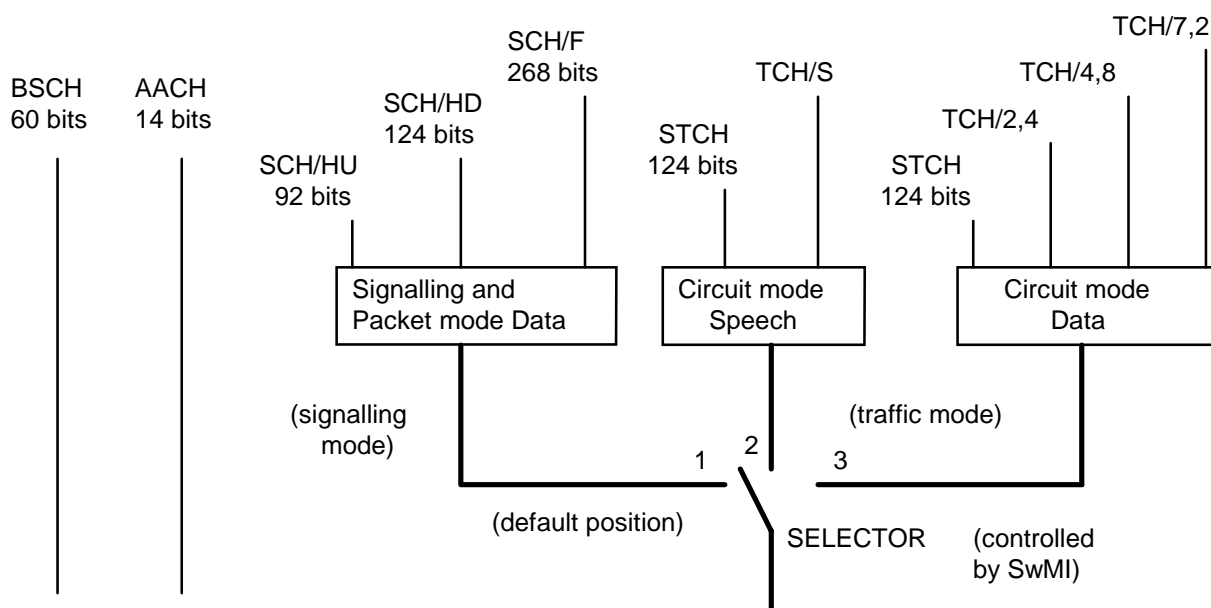 BSCH
60 bits
AACH
14 bits
SCH/HU
92 bits
SCH/HD
124 bits
SCH/F
268 bits
STCH
124 bits
TCH/S
STCH
124 bits
TCH/2,4
TCH/4,8
TCH/7,2
Signalling and
Packet mode Data
Circuit mode
Speech
Circuit mode
Data
(signalling
mode)
(traffic mode)
1
2
3
(default position)
SELECTOR
(controlled
by SwMI)